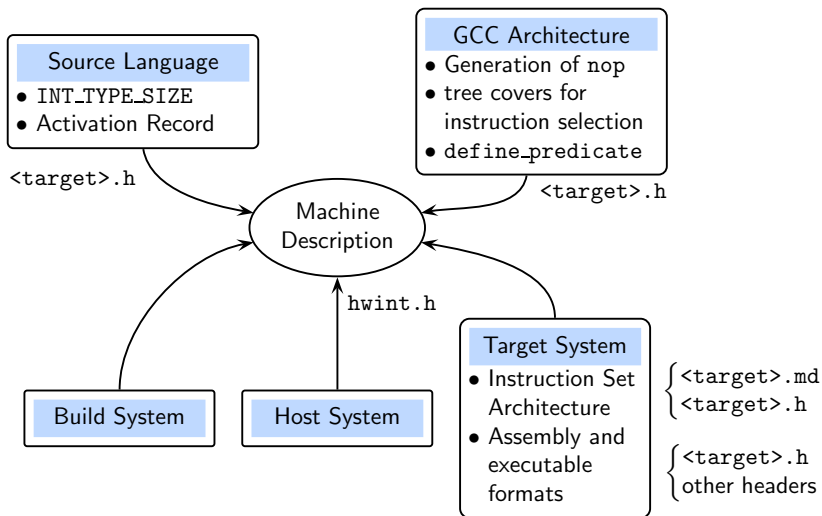 Source Language
• INT_TYPE_SIZE
• Activation Record
<target>.h
GCC Architecture
• Generation of nop
• tree covers for
instruction selection
• define_predicate
<target>.h
Machine
Description
hwint.h
Build System
Host System
Target System
• Instruction Set
Architecture
• Assembly and
executable
formats
<target>.md
<target>.h
<target>.h
other headers